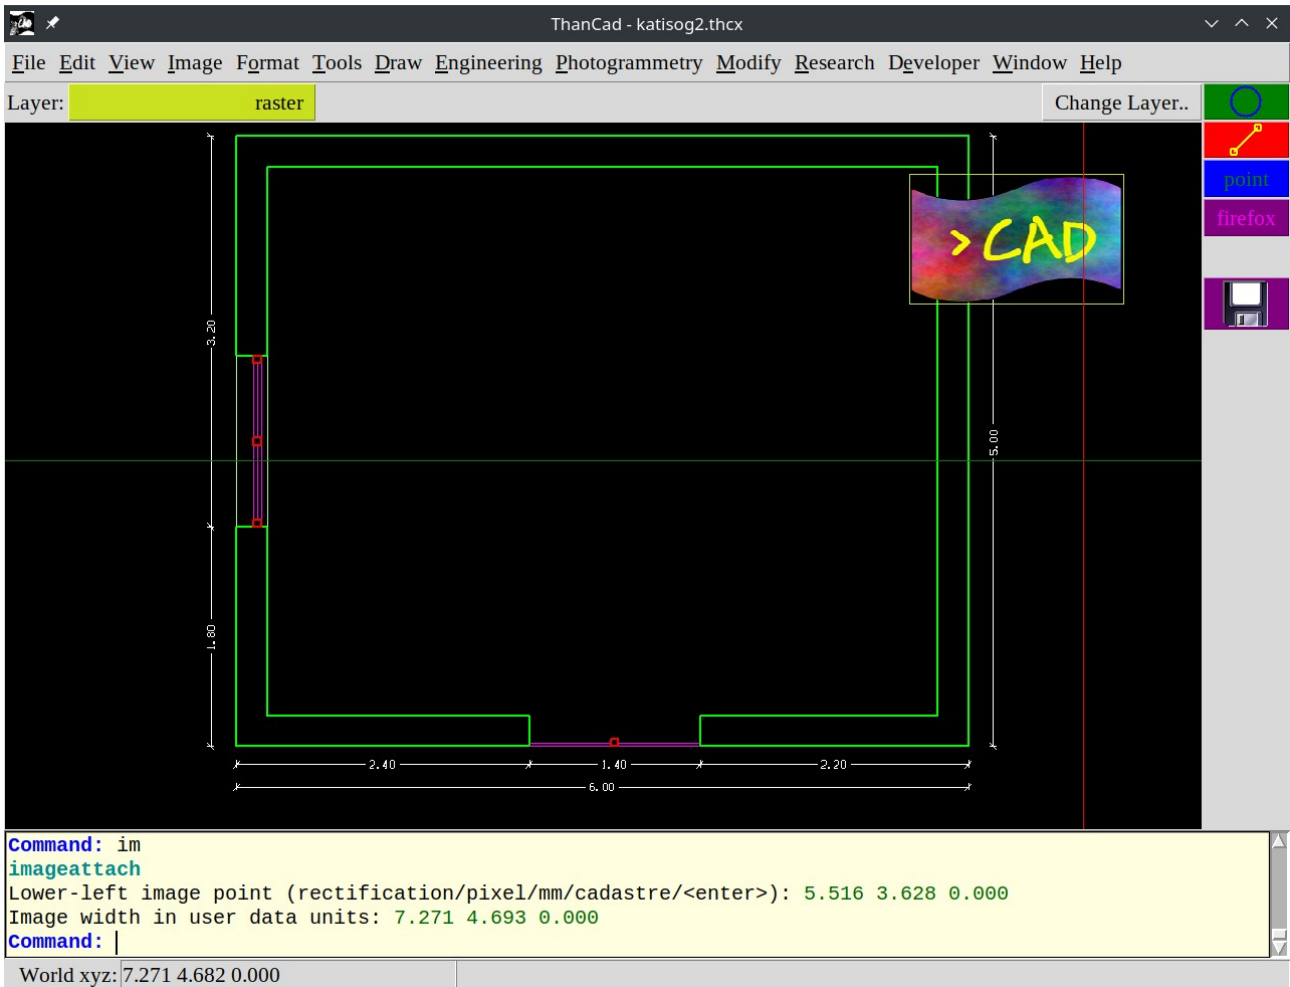 ThanCad - katisog2.thcx
File Edit View Image Format Tools Draw Engineering Photogrammetry Modify Research Developer Window Help
Layer: raster Change Layer..
point
firefox
>CAD
3.20
5.00
1.80
2.40 1.40 2.20
6.00
Command: im
imageattach
Lower-left image point (rectification/pixel/mm/cadastre/<enter>): 5.516 3.628 0.000
Image width in user data units: 7.271 4.693 0.000
Command:
World xyz: 7.271 4.682 0.000